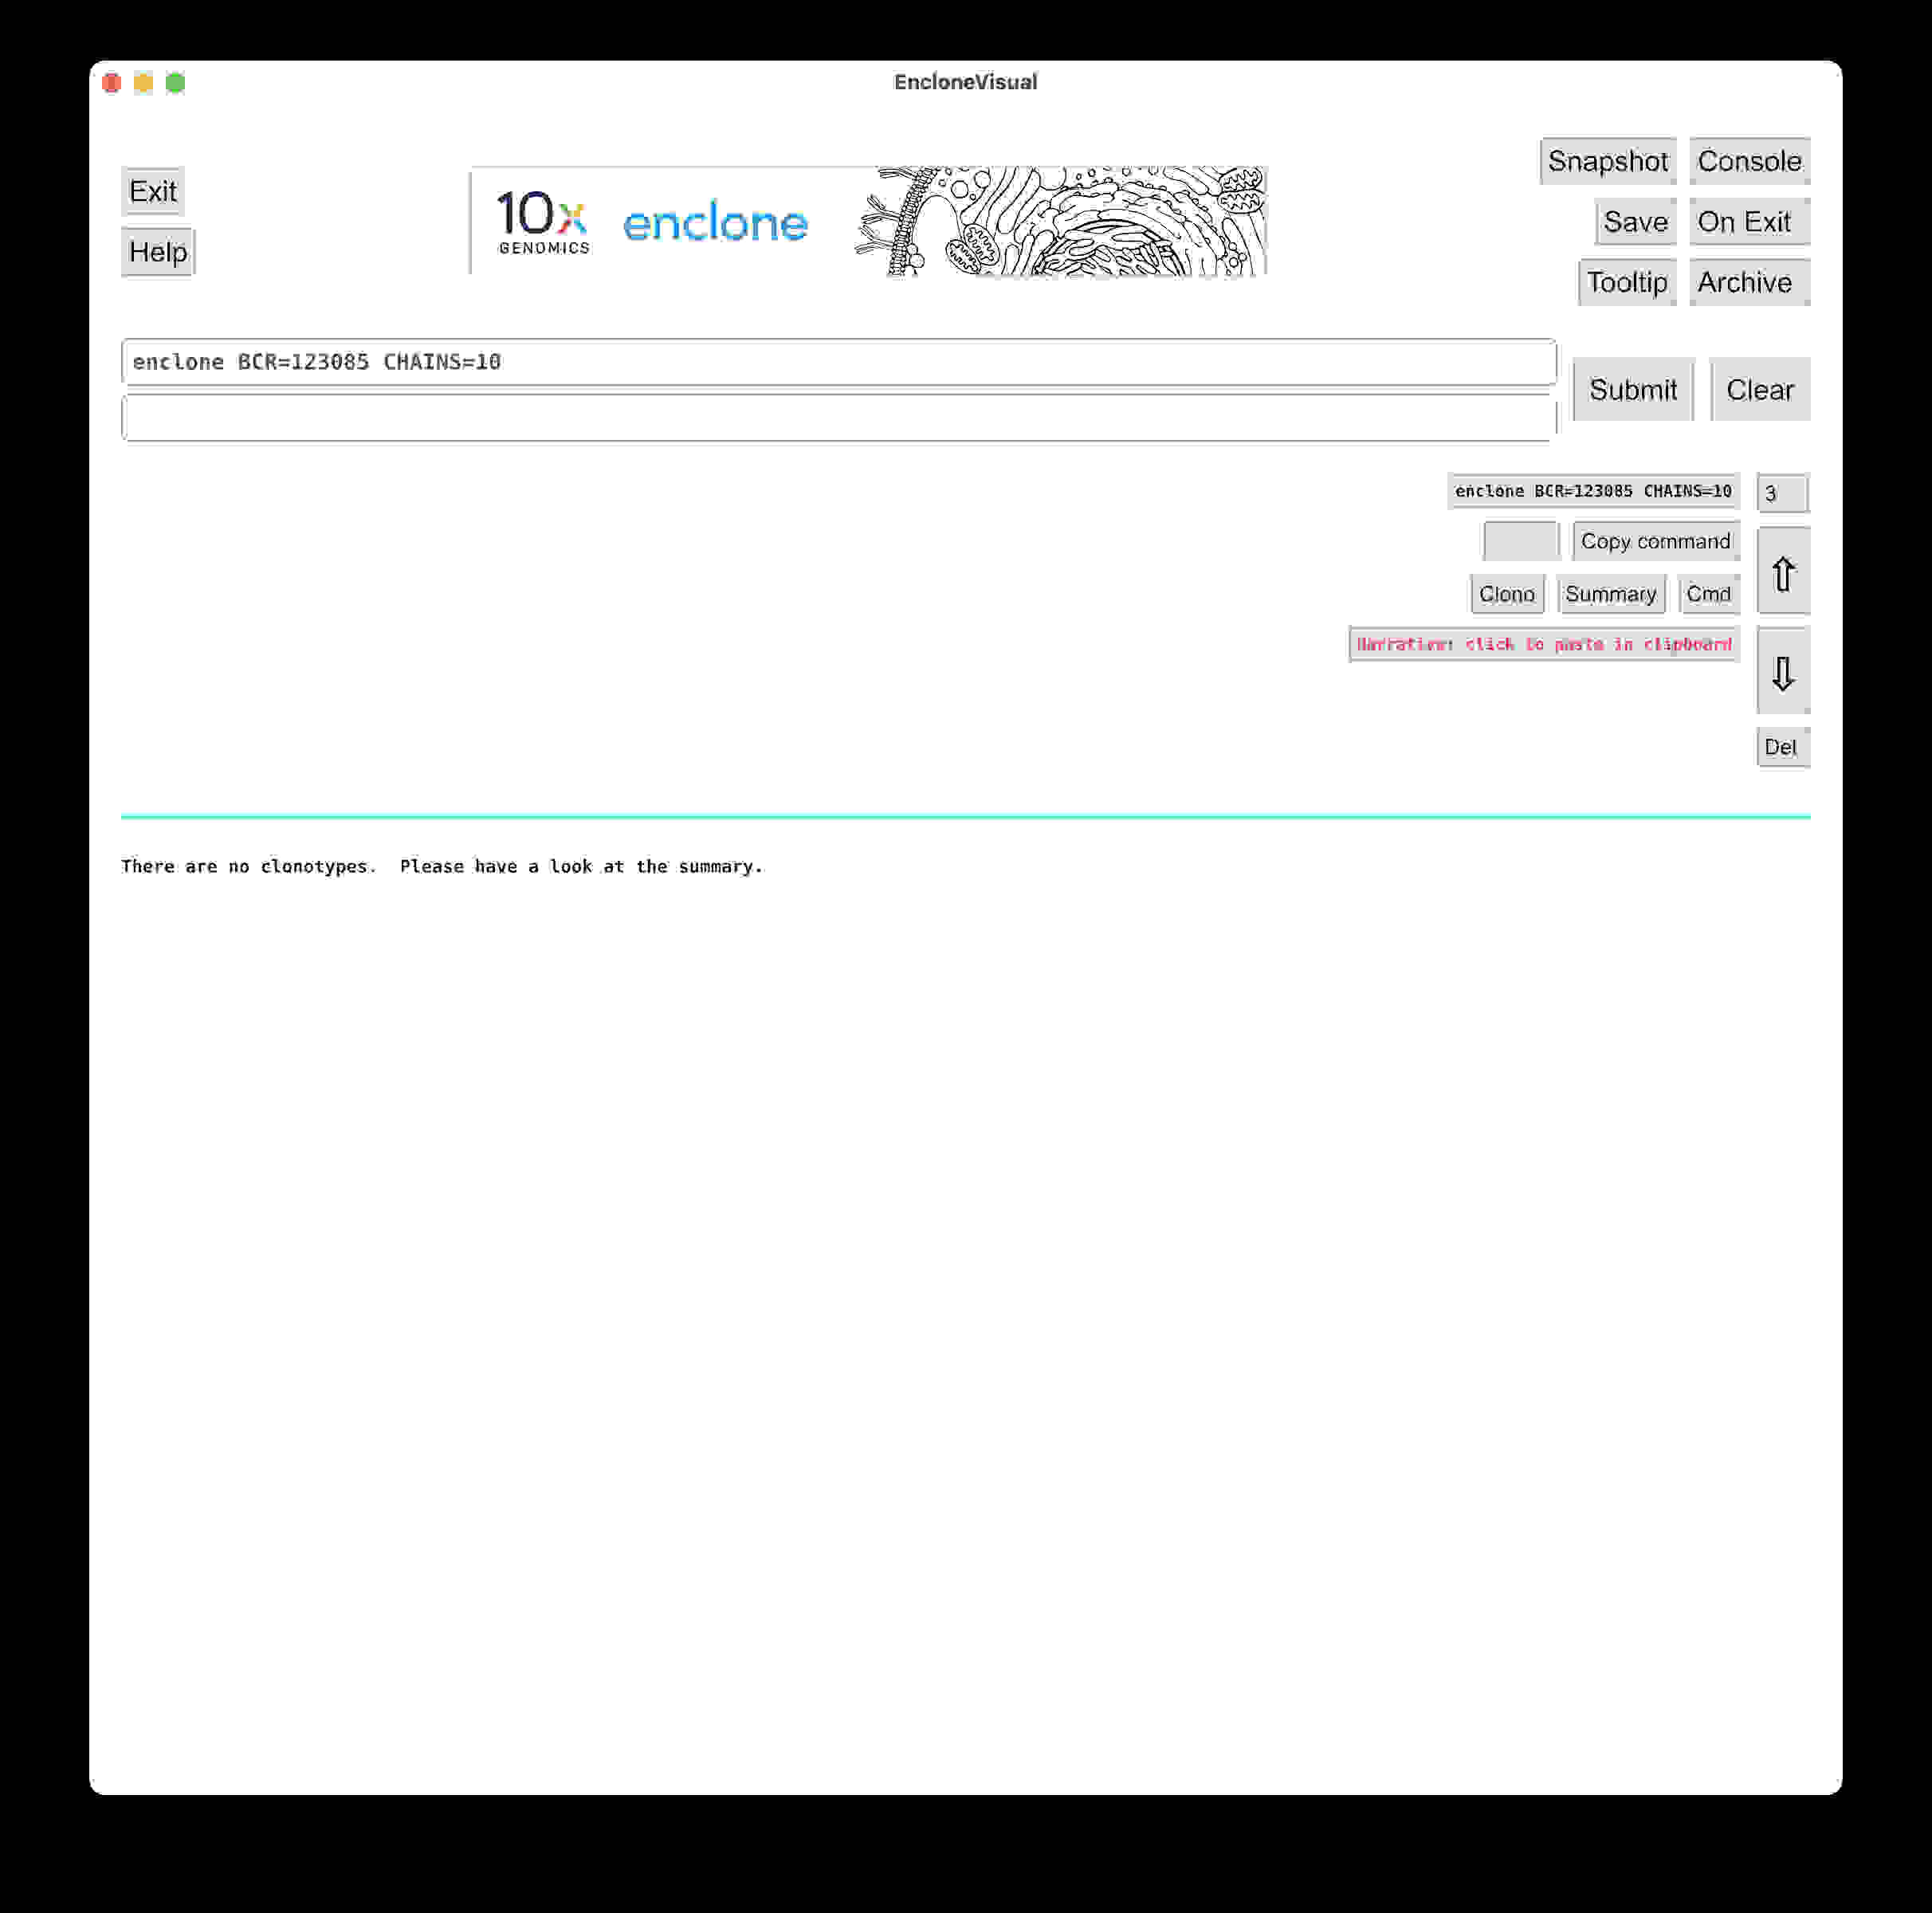 EncloneVisual
Exit
Help
10x
GENOMICS
enclone
Snapshot Console
Save On Exit
Tooltip Archive
enclone BCR=123085 CHAINS=10
Submit Clear
enclone BCR=123085 CHAINS=10 3
Copy command
⇧
Clono Summary Cmd
Narrative: click to paste in clipboard
⇩
Del
There are no clonotypes.  Please have a look at the summary.